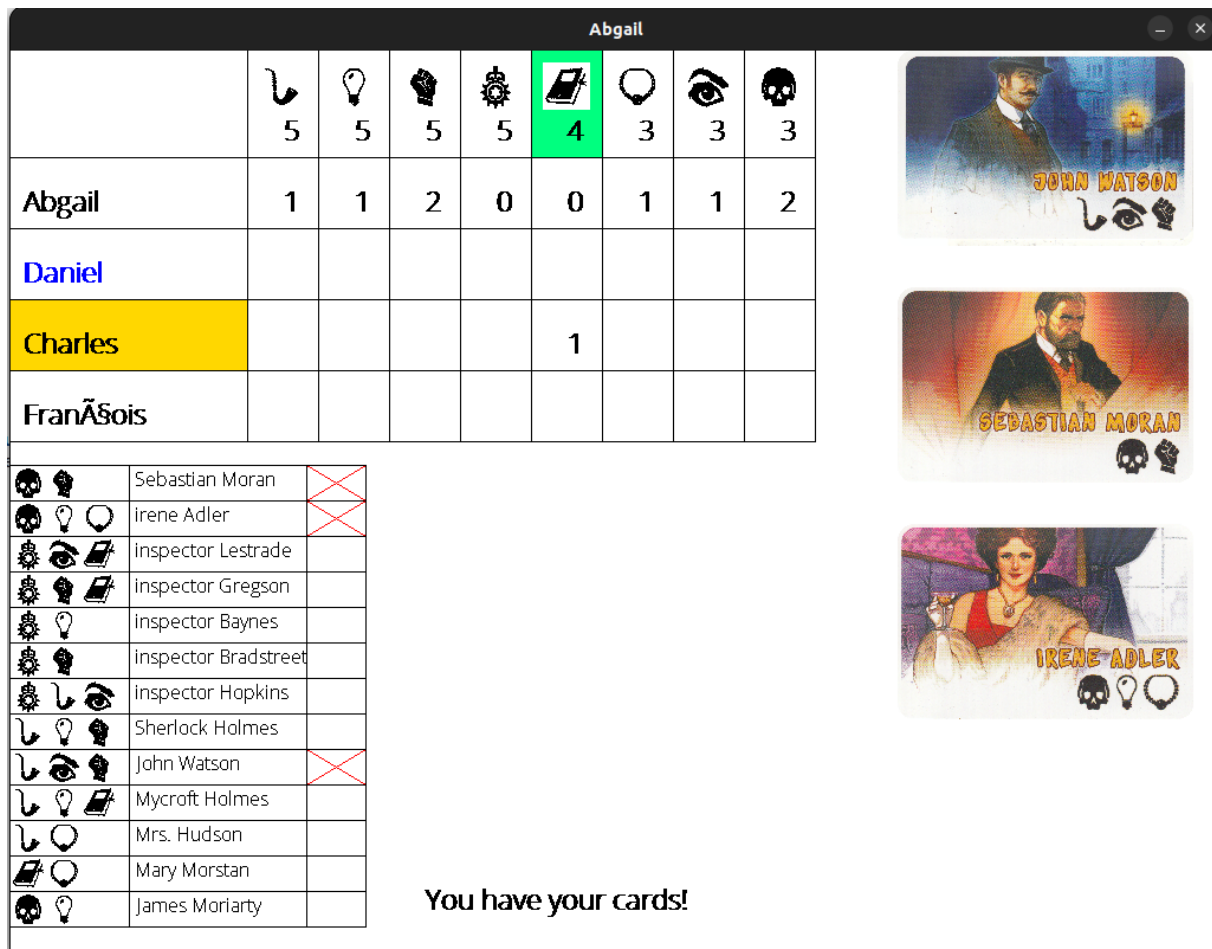 Abgail
5 5 5 5 4 3 3 3
Abgail 1 1 2 0 0 1 1 2
Daniel
Charles 1
FranÃ§ois
JOHN WATSON
SEBASTIAN MORAN
IRENE ADLER
Sebastian Moran
irene Adler
inspector Lestrade
inspector Gregson
inspector Baynes
inspector Bradstreet
inspector Hopkins
Sherlock Holmes
John Watson
Mycroft Holmes
Mrs. Hudson
Mary Morstan
James Moriarty
You have your cards!